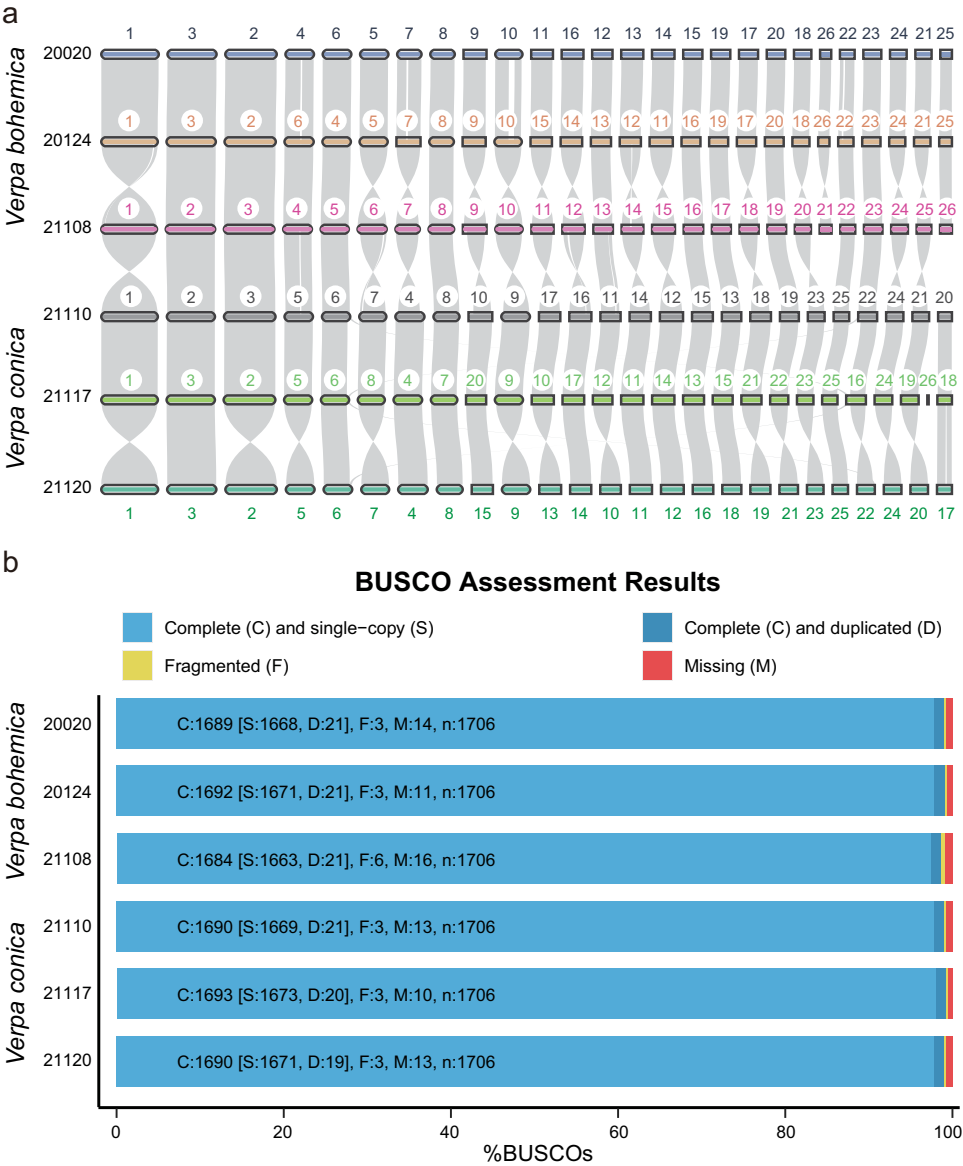 a
Verpa bohemica
Verpa conica
1 3 2 4 6 5 7 8 9 10 11 16 12 13 14 15 19 17 20 18 26 22 23 24 21 25
20020
1 3 2 6 4 5 7 8 9 10 15 14 13 12 11 16 19 17 20 18 26 22 23 24 21 25
20124
1 2 3 4 5 6 7 8 9 10 11 12 13 14 15 16 17 18 19 20 21 22 23 24 25 26
21108
1 2 3 5 6 7 4 8 10 9 17 16 11 14 12 15 13 18 19 23 25 22 24 21 20
21110
1 3 2 5 6 8 4 7 20 9 10 17 12 11 14 13 15 21 22 23 25 16 24 19 26 18
21117
21120
1 3 2 5 6 7 4 8 15 9 13 14 10 11 12 16 18 19 21 23 25 22 24 20 17
b
BUSCO Assessment Results
Complete (C) and single−copy (S)
Complete (C) and duplicated (D)
Fragmented (F)
Missing (M)
Verpa bohemica
Verpa conica
20020
C:1689 [S:1668, D:21], F:3, M:14, n:1706
20124
C:1692 [S:1671, D:21], F:3, M:11, n:1706
21108
C:1684 [S:1663, D:21], F:6, M:16, n:1706
21110
C:1690 [S:1669, D:21], F:3, M:13, n:1706
21117
C:1693 [S:1673, D:20], F:3, M:10, n:1706
21120
C:1690 [S:1671, D:19], F:3, M:13, n:1706
0 20 40 60 80 100
%BUSCOs